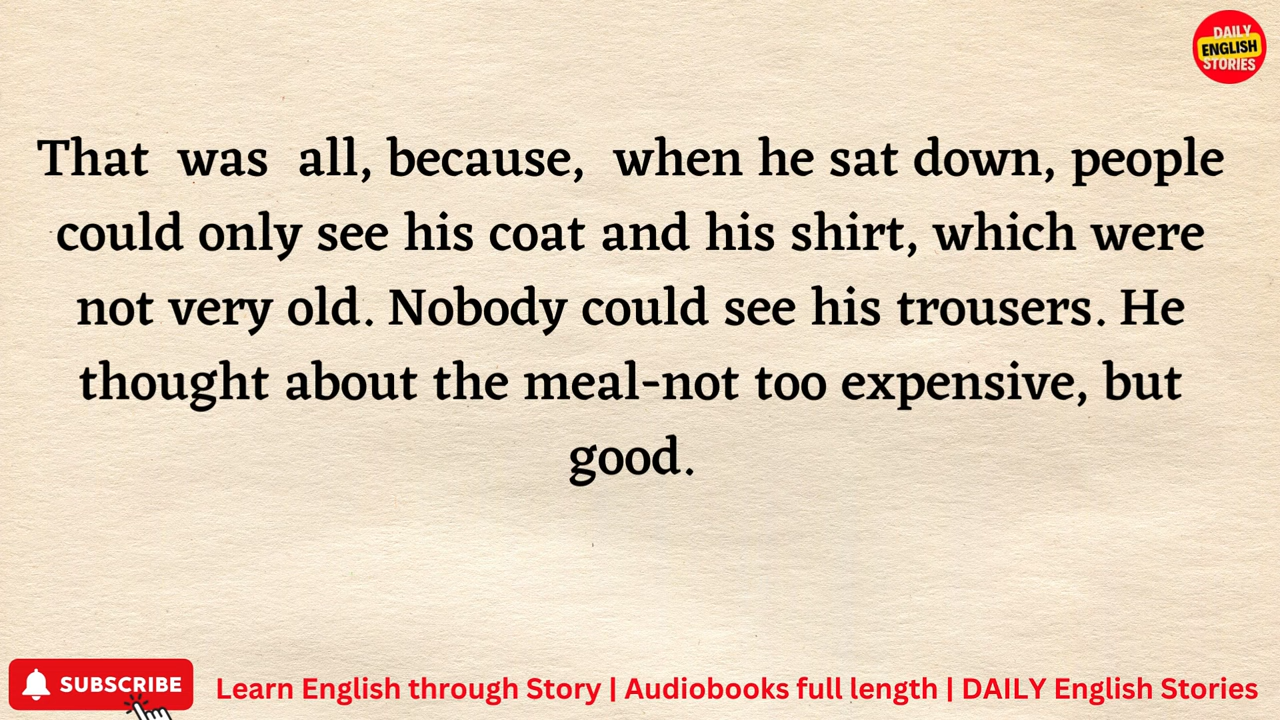 DAILY
ENGLISH
STORIES
That was all, because, when he sat down, people
could only see his coat and his shirt, which were
not very old. Nobody could see his trousers. He
thought about the meal-not too expensive, but
good.
SUBSCRIBE
Learn English through Story | Audiobooks full length | DAILY English Stories